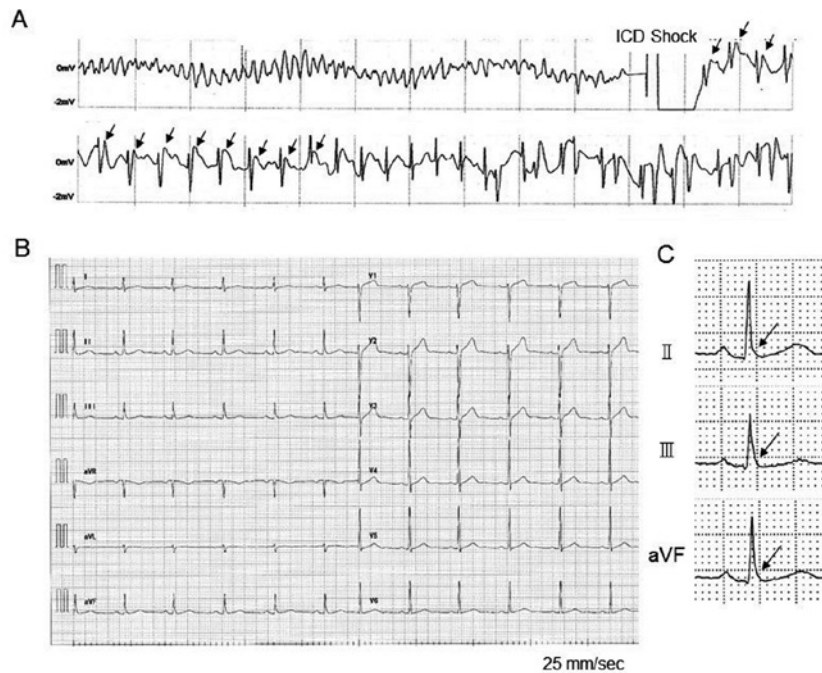 A
ICD Shock
0mV
-2mV
0mV
-2mV
B
C
I
V1
II
V2
III
V3
aVR
V4
aVL
V5
aVF
V6
25 mm/sec
II
III
aVF